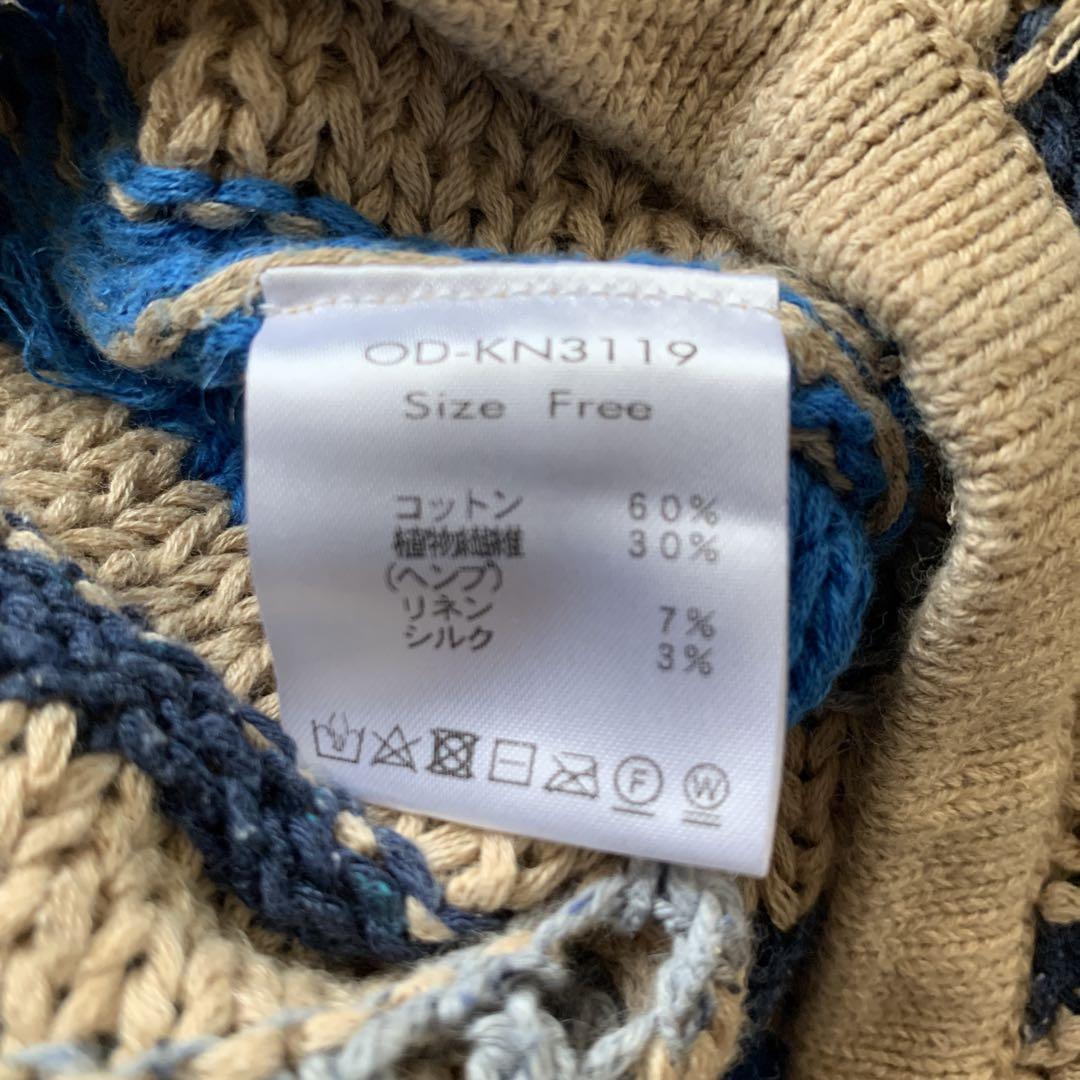 OD-KN3119
Size Free
コットン 60%
植物繊維 30%
(ヘンプ)
リネン 7%
シルク 3%
F W